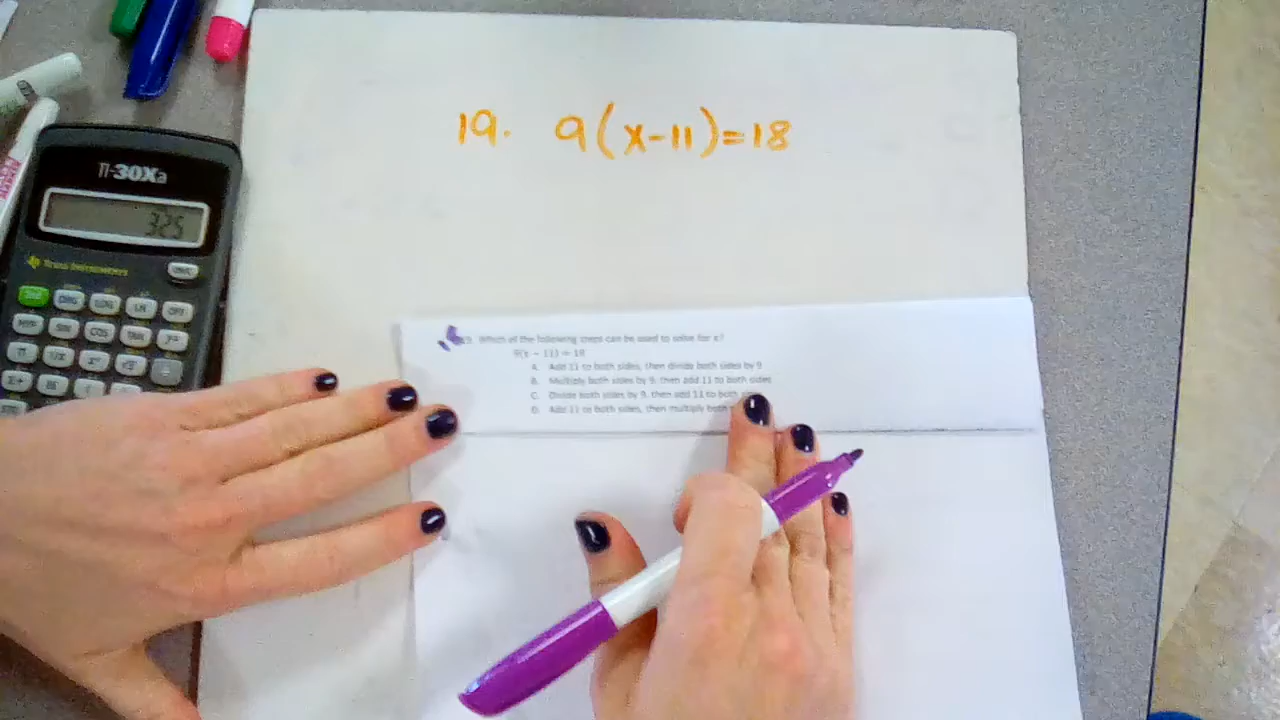 19. 9(x-11)=18
TI-30Xa
325
Texas Instruments
19. Which of the following steps can be used to solve for x?
9(x - 11) = 18
A. Add 11 to both sides, then divide both sides by 9
B. Multiply both sides by 9, then add 11 to both sides
C. Divide both sides by 9, then add 11 to both
D. Add 11 to both sides, then multiply both